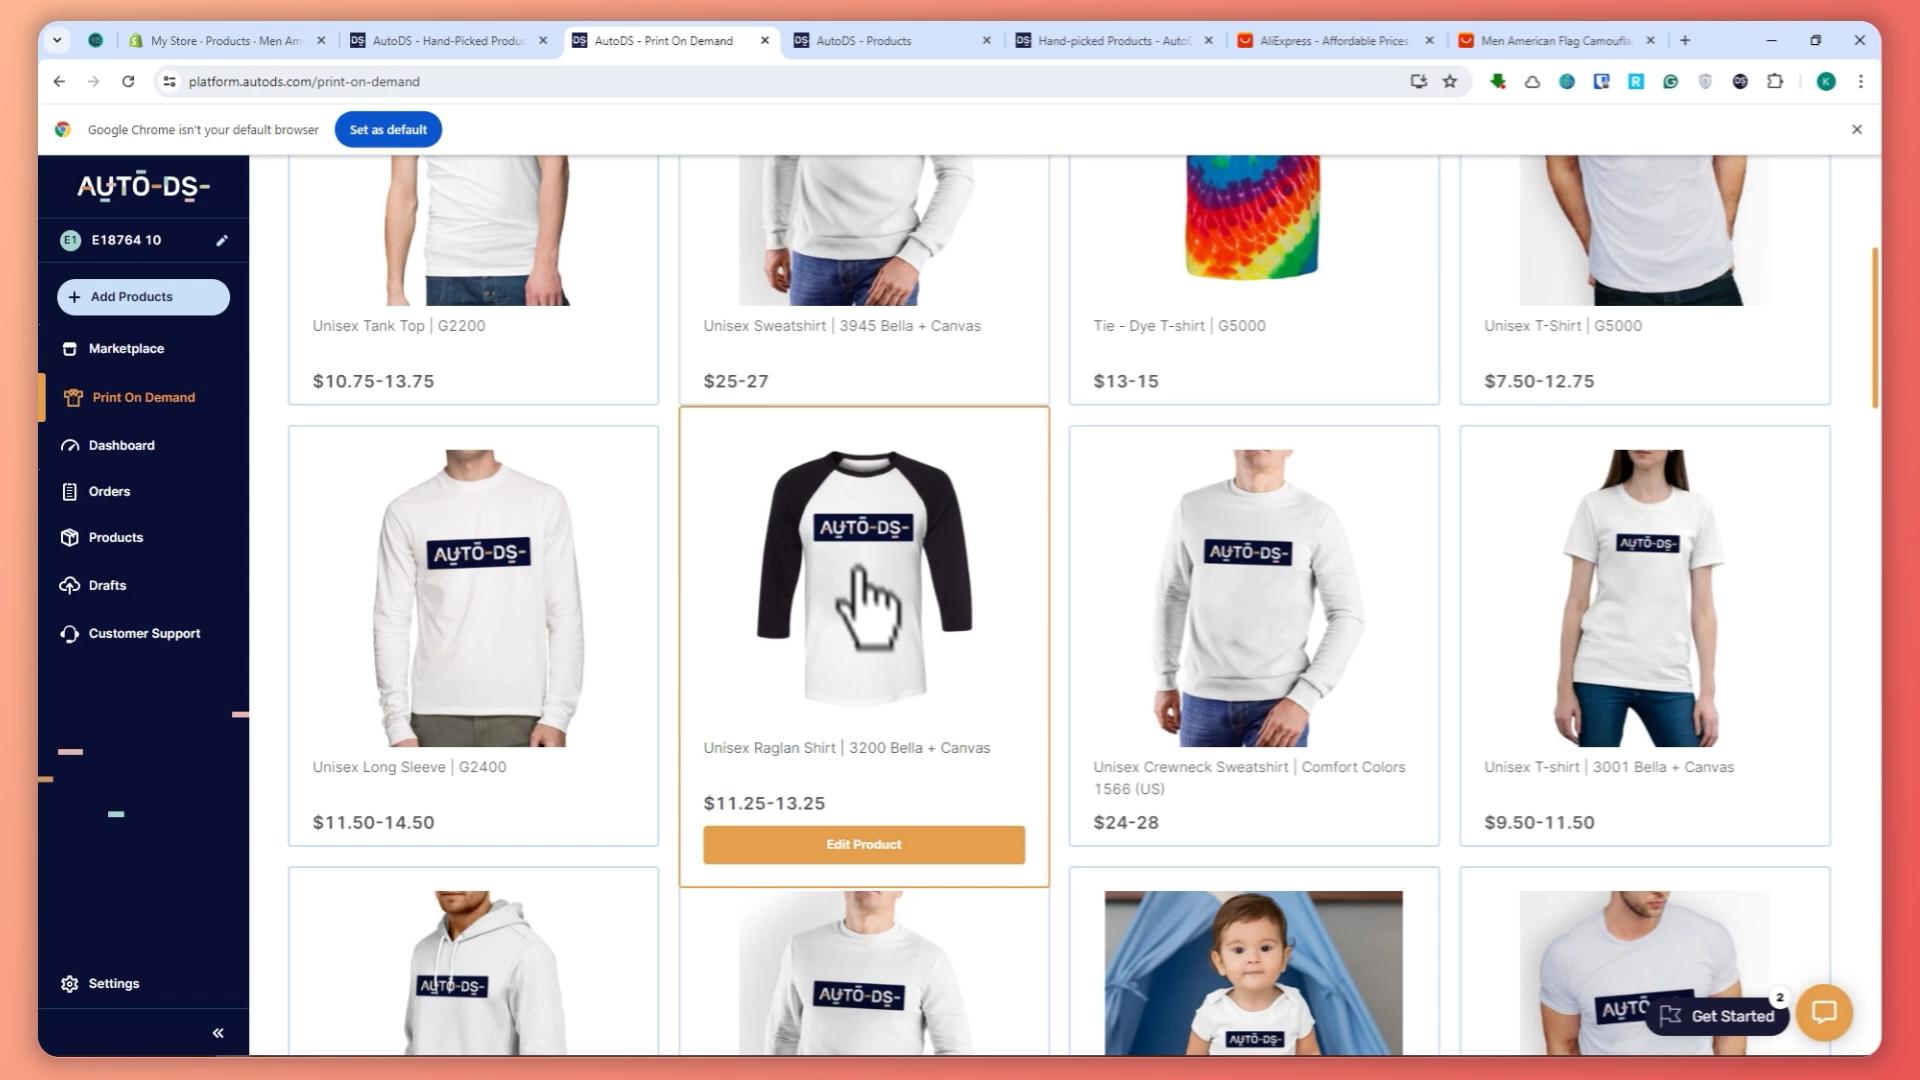 My Store · Products · Men Am
AutoDS - Hand-Picked Produc
AutoDS - Print On Demand
AutoDS - Products
Hand-picked Products - AutoD
AliExpress - Affordable Prices
Men American Flag Camoufla
platform.autods.com/print-on-demand
Google Chrome isn't your default browser
Set as default
AUTO-DS-
E1 E18764 10
+ Add Products
Marketplace
Print On Demand
Dashboard
Orders
Products
Drafts
Customer Support
Settings
Unisex Tank Top | G2200
$10.75-13.75
Unisex Sweatshirt | 3945 Bella + Canvas
$25-27
Tie - Dye T-shirt | G5000
$13-15
Unisex T-Shirt | G5000
$7.50-12.75
AUTO-DS-
Unisex Long Sleeve | G2400
$11.50-14.50
AUTO-DS-
Unisex Raglan Shirt | 3200 Bella + Canvas
$11.25-13.25
Edit Product
AUTO-DS-
Unisex Crewneck Sweatshirt | Comfort Colors
1566 (US)
$24-28
AUTO-DS-
Unisex T-shirt | 3001 Bella + Canvas
$9.50-11.50
AUTO-DS-
AUTO-DS-
AUTO-DS-
AUTO
Get Started
2